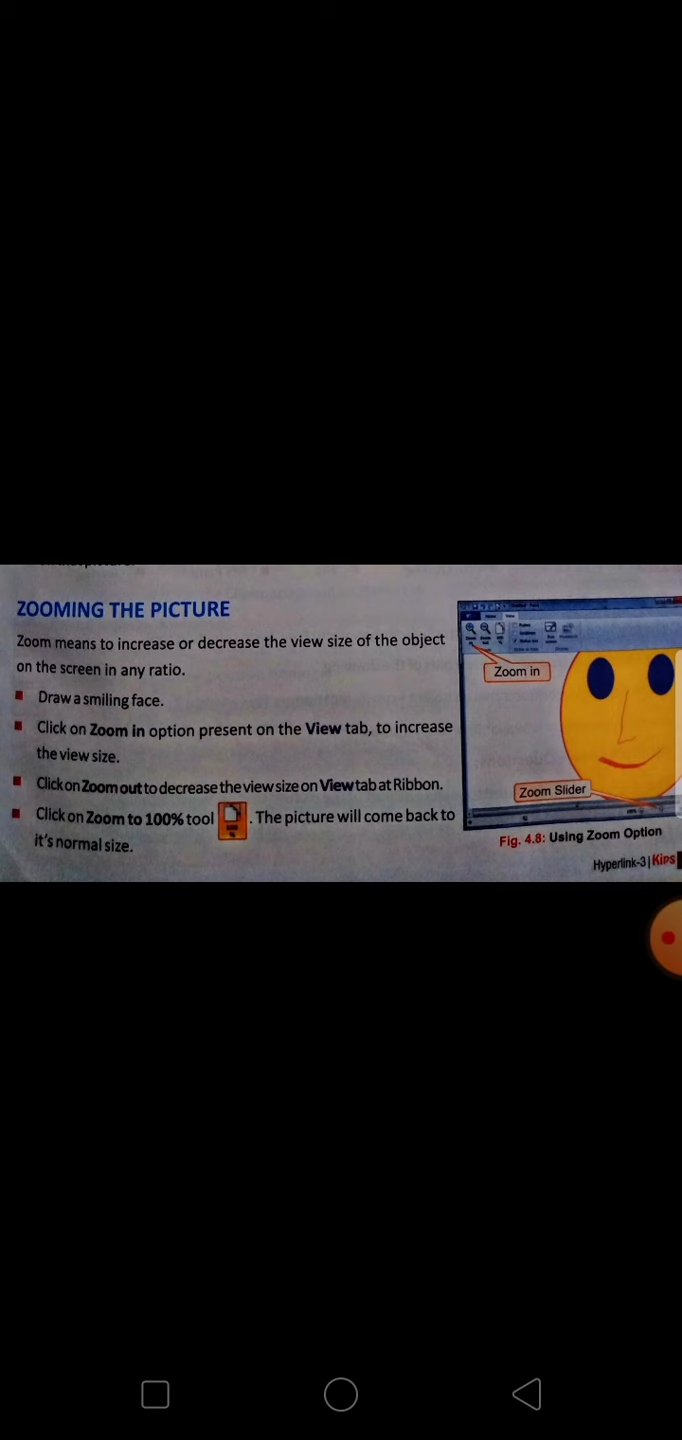 ZOOMING THE PICTURE
Zoom means to increase or decrease the view size of the object
on the screen in any ratio.
Draw a smiling face.
Click on Zoom in option present on the View tab, to increase
the view size.
Click on Zoom out to decrease the view size on View tab at Ribbon.
Click on Zoom to 100% tool . The picture will come back to
it's normal size.
Zoom in
Zoom Slider
Fig. 4.8: Using Zoom Option
Hyperlink-3 | Kips